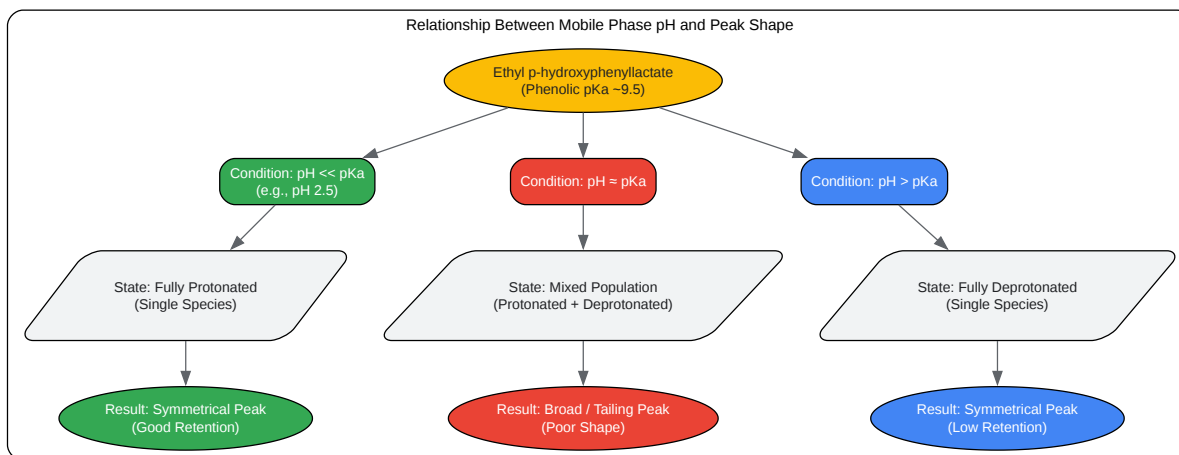 Relationship Between Mobile Phase pH and Peak Shape
Ethyl p-hydroxyphenyllactate
(Phenolic pKa ~9.5)
Condition: pH << pKa
(e.g., pH 2.5)
Condition: pH ≈ pKa
Condition: pH > pKa
State: Fully Protonated
(Single Species)
State: Mixed Population
(Protonated + Deprotonated)
State: Fully Deprotonated
(Single Species)
Result: Symmetrical Peak
(Good Retention)
Result: Broad / Tailing Peak
(Poor Shape)
Result: Symmetrical Peak
(Low Retention)